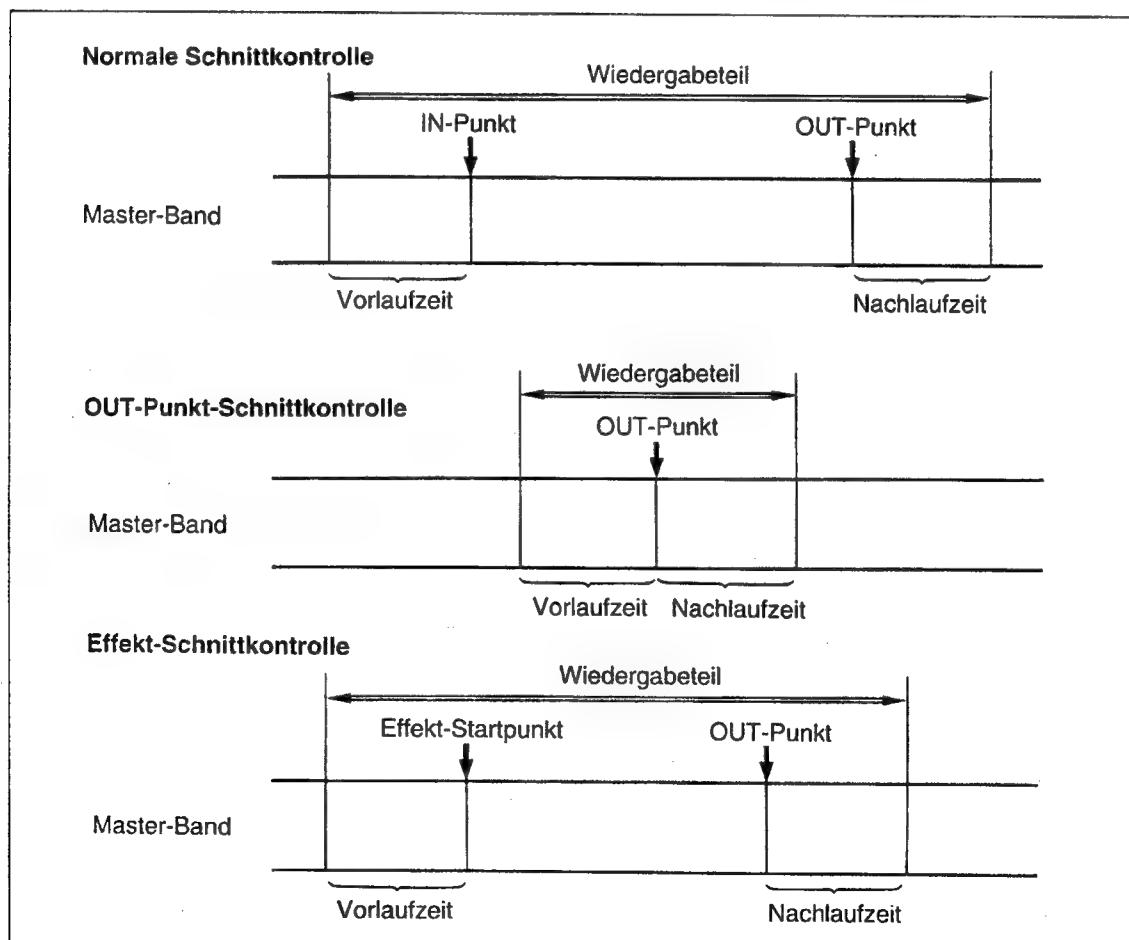 Normale Schnittkontrolle
Wiedergabeteil
IN-Punkt
OUT-Punkt
Master-Band
Vorlaufzeit
Nachlaufzeit
Wiedergabeteil
OUT-Punkt-Schnittkontrolle
OUT-Punkt
Master-Band
Vorlaufzeit
Nachlaufzeit
Effekt-Schnittkontrolle
Wiedergabeteil
Effekt-Startpunkt
OUT-Punkt
Master-Band
Vorlaufzeit
Nachlaufzeit